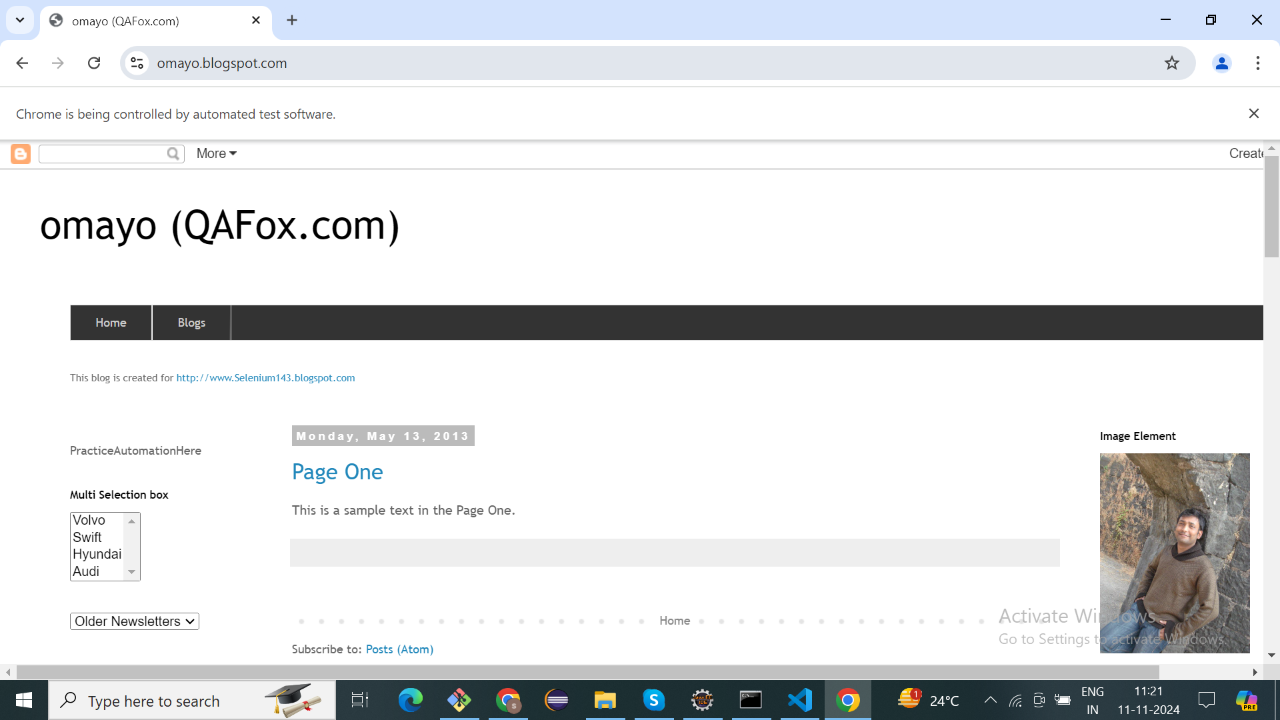 omayo (QAFox.com)
omayo.blogspot.com
Chrome is being controlled by automated test software.
More
Create
omayo (QAFox.com)
Home Blogs
This blog is created for http://www.Selenium143.blogspot.com
PracticeAutomationHere
Multi Selection box
Volvo
Swift
Hyundai
Audi
Older Newsletters
Monday, May 13, 2013
Page One
This is a sample text in the Page One.
Home
Subscribe to: Posts (Atom)
Image Element
Activate Windows
Go to Settings to activate Windows.
Type here to search
1
24°C
ENG
IN
11:21
11-11-2024
PRE